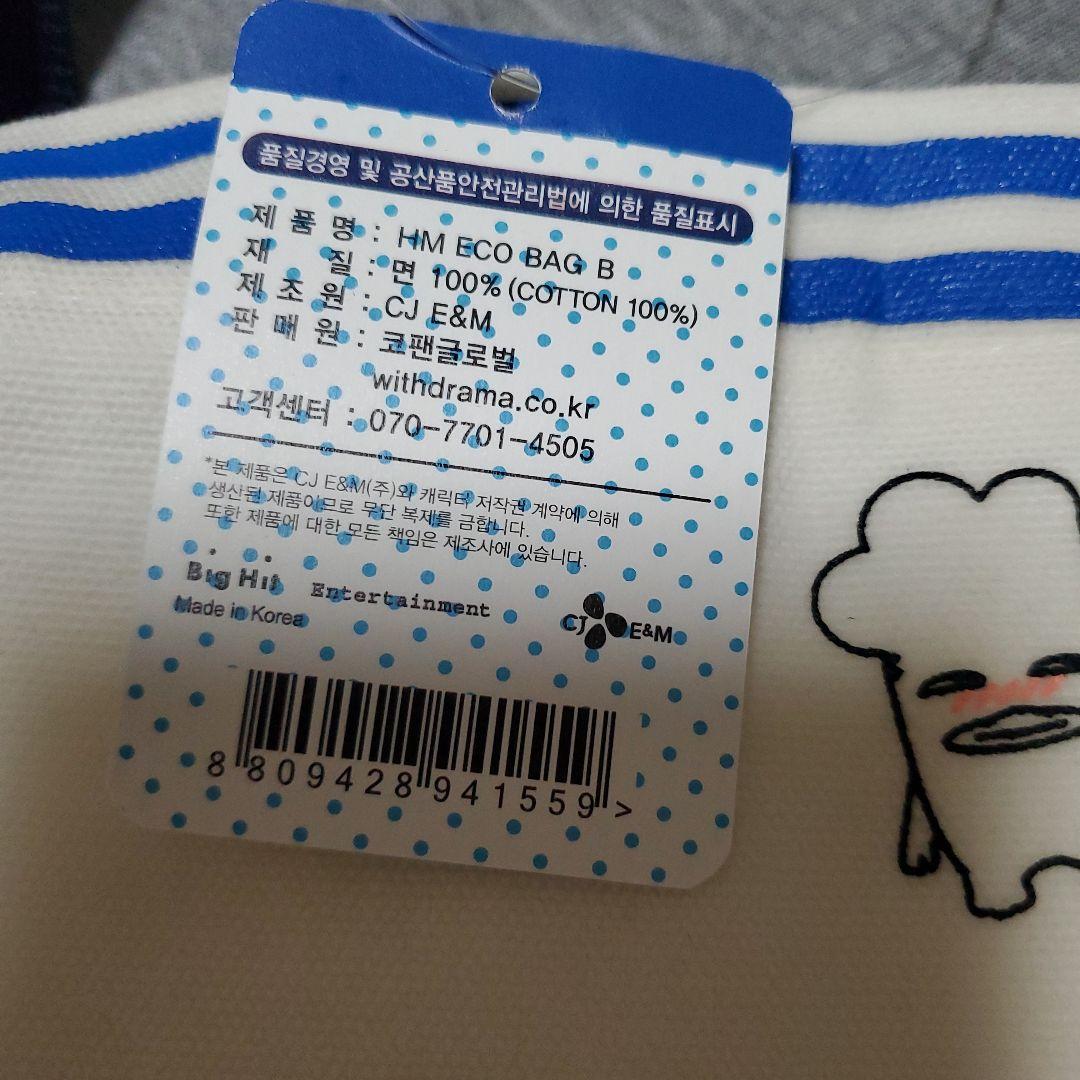 품질경영 및 공산품안전관리법에 의한 품질표시
제 품 명 : HM ECO BAG B
재 질 : 면 100% (COTTON 100%)
제 조 원 : CJ E&M
판 매 원 : 코팬글로벌
withdrama.co.kr
고객센터 : 070-7701-4505
*본 제품은 CJ E&M(주)와 캐릭터 저작권 계약에 의해
생산된 제품이므로 무단 복제를 금합니다.
또한 제품에 대한 모든 책임은 제조사에 있습니다.
Big Hit Entertainment
CJ E&M
Made in Korea
8 809428 941559 >